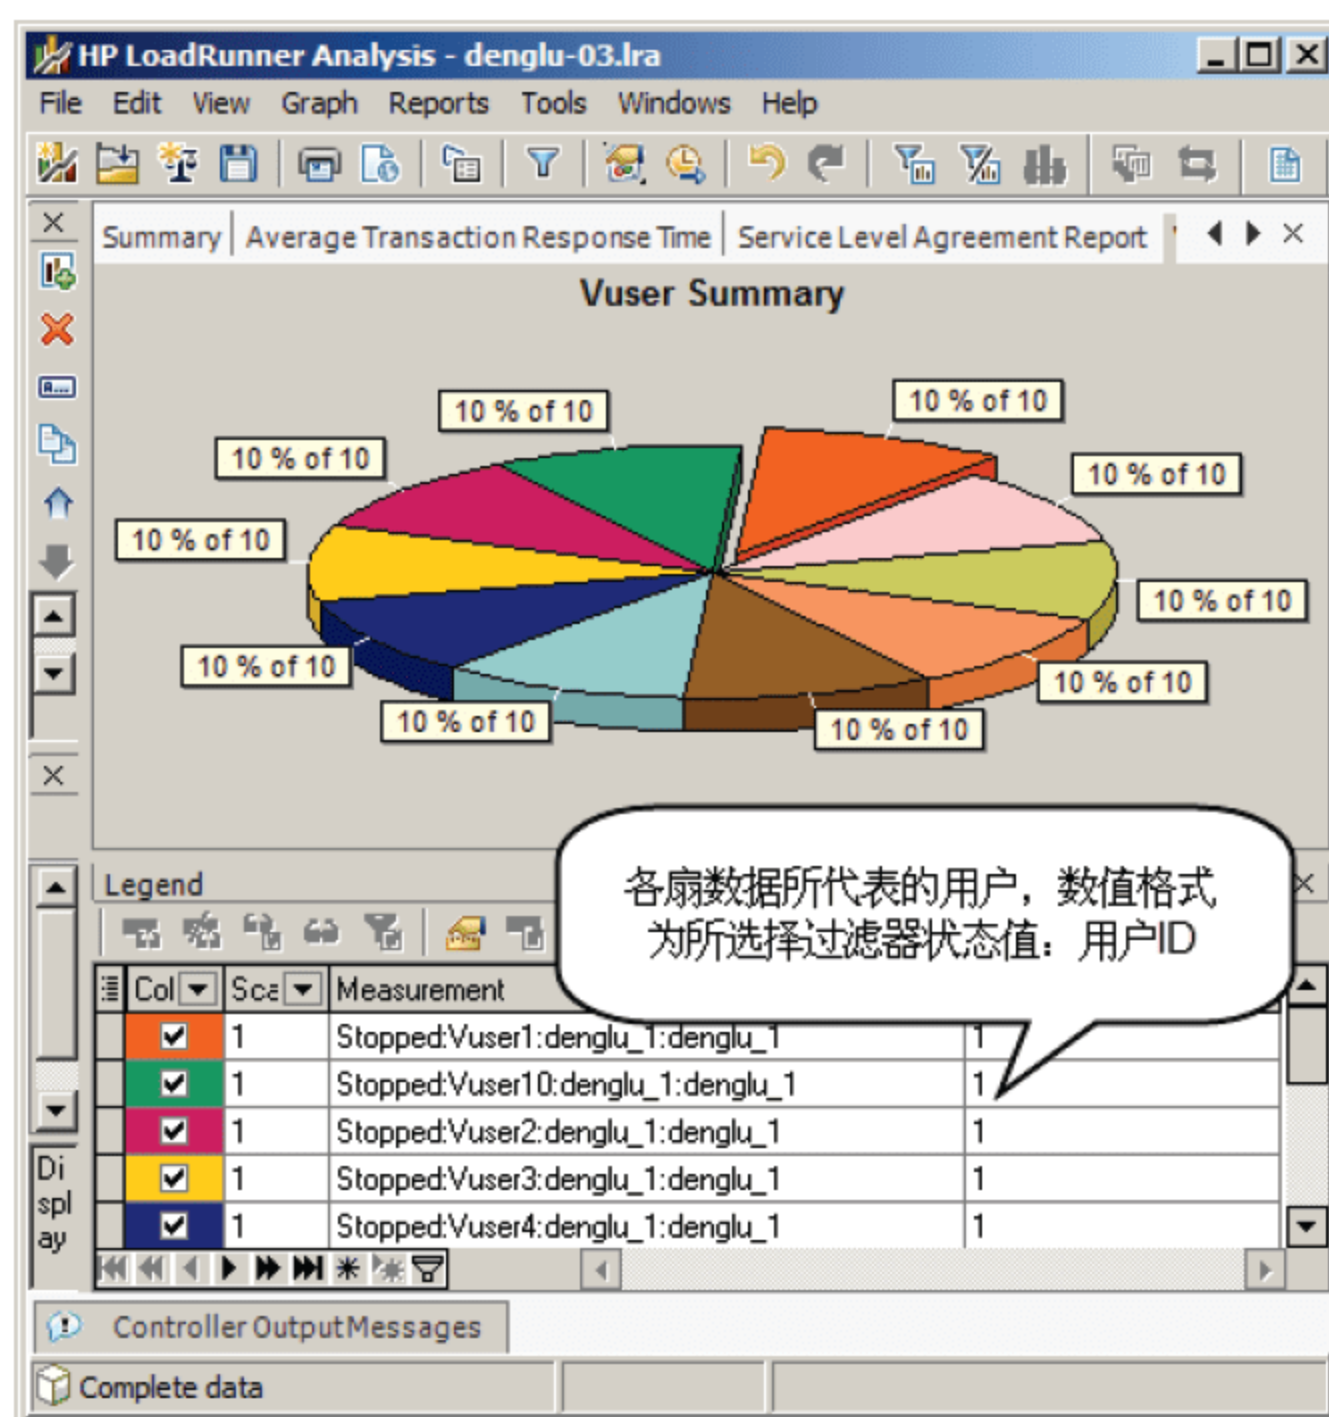 HP LoadRunner Analysis - denglu-03.lra
File Edit View Graph Reports Tools Windows Help
Summary Average Transaction Response Time Service Level Agreement Report
Vuser Summary
10 % of 10
10 % of 10
10 % of 10
10 % of 10
10 % of 10
10 % of 10
10 % of 10
10 % of 10
10 % of 10
10 % of 10
各扇数据所代表的用户，数值格式
为所选择过滤器状态值：用户ID
Legend
Col Sca Measurement
1 Stopped:Vuser1:denglu_1:denglu_1 1
1 Stopped:Vuser10:denglu_1:denglu_1 1
1 Stopped:Vuser2:denglu_1:denglu_1 1
1 Stopped:Vuser3:denglu_1:denglu_1 1
1 Stopped:Vuser4:denglu_1:denglu_1 1
Di
spl
ay
Controller Output Messages
Complete data